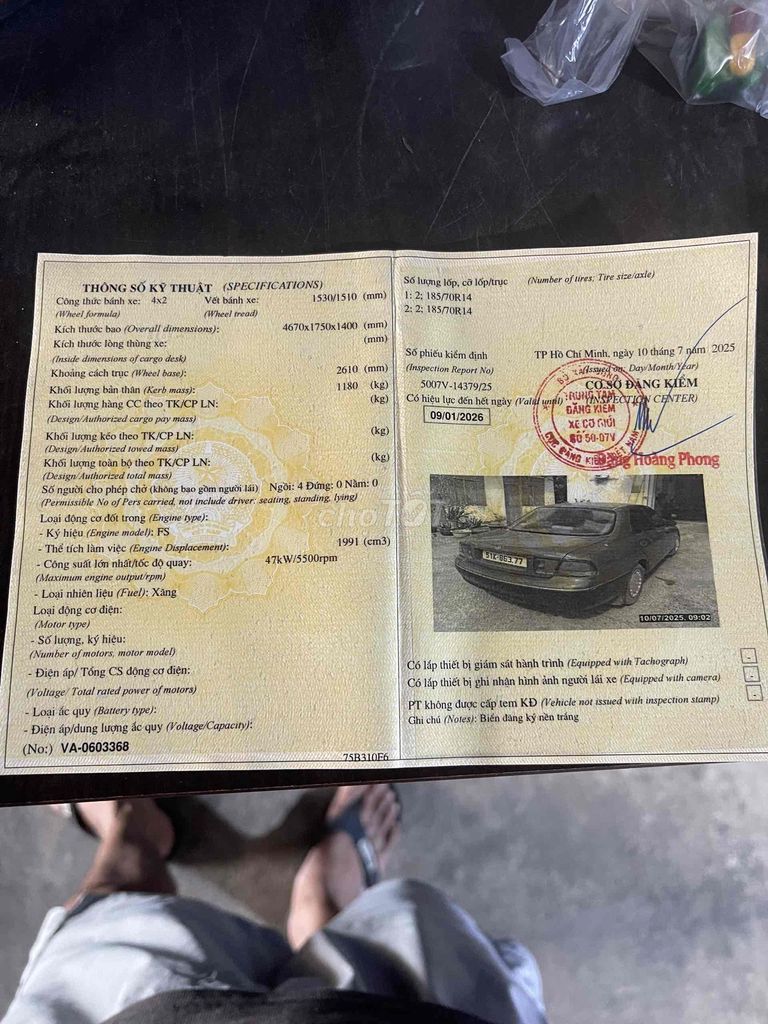 THÔNG SỐ KỸ THUẬT (SPECIFICATIONS)
Công thức bánh xe: 4x2 Vết bánh xe: 1530/1510 (mm)
(Wheel formula) (Wheel tread)
Kích thước bao (Overall dimensions): 4670x1750x1400 (mm)
Kích thước lòng thùng xe: (mm)
(Inside dimensions of cargo desk)
Khoảng cách trục (Wheel base): 2610 (mm)
Khối lượng bản thân (Kerb mass): 1180 (kg)
Khối lượng hàng CC theo TK/CP LN: (kg)
(Design/Authorized cargo pay mass)
Khối lượng kéo theo TK/CP LN: (kg)
(Design/Authorized towed mass)
Khối lượng toàn bộ theo TK/CP LN: (kg)
(Design/Authorized total mass)
Số người cho phép chở (không bao gồm người lái) Ngồi: 4 Đứng: 0 Nằm: 0
(Permissible No of Pers carried, not include driver: seating, standing, lying)
Loại động cơ đốt trong (Engine type):
- Ký hiệu (Engine model): FS
- Thể tích làm việc (Engine Displacement): 1991 (cm3)
- Công suất lớn nhất/tốc độ quay: 47kW/5500rpm
(Maximum engine output/rpm)
- Loại nhiên liệu (Fuel): Xăng
Loại động cơ điện:
(Motor type)
- Số lượng, ký hiệu:
(Number of motors, motor model)
- Điện áp/ Tổng CS động cơ điện:
(Voltage/ Total rated power of motors)
- Loại ắc quy (Battery type):
- Điện áp/dung lượng ắc quy (Voltage/Capacity):
(No:) VA-0603368
75B310F6
Số lượng lốp, cỡ lốp/trục (Number of tires; Tire size/axle)
1: 2; 185/70R14
2: 2; 185/70R14
Số phiếu kiểm định TP Hồ Chí Minh, ngày 10 tháng 7 năm 2025
(Inspection Report No) (Issued on: Day/Month/Year)
5007V-14379/25 CƠ SỞ ĐĂNG KIỂM
Có hiệu lực đến hết ngày (Valid until) (INSPECTION CENTER)
09/01/2026
TRUNG TÂM
ĐĂNG KIỂM
XE CƠ GIỚI
SỐ 50-07V
CỤC ĐĂNG KIỂM VIỆT NAM
Hoàng Phong
chợTỐT
51K-863.77
10/07/2025, 09:02
Có lắp thiết bị giám sát hành trình (Equipped with Tachograph) -
Có lắp thiết bị ghi nhận hình ảnh người lái xe (Equipped with camera) -
PT không được cấp tem KĐ (Vehicle not issued with inspection stamp) -
Ghi chú (Notes): Biển đăng ký nền trắng